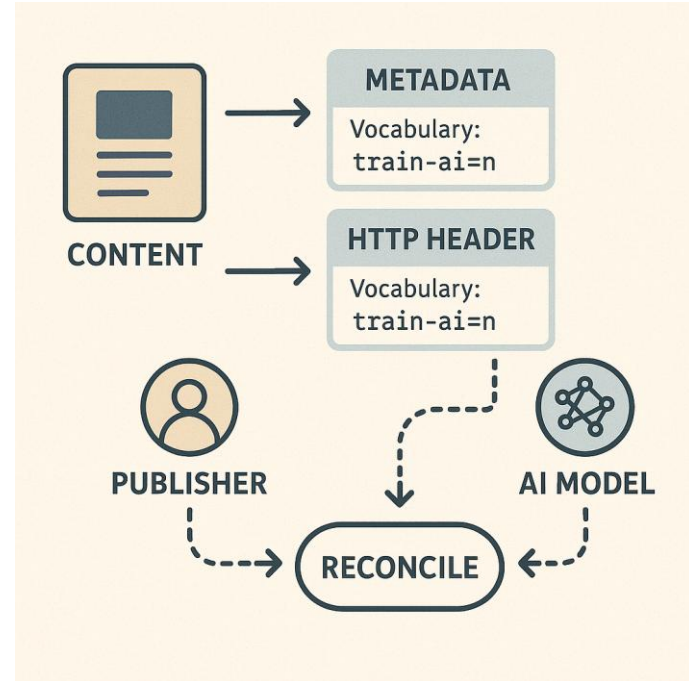 METADATA
Vocabulary:
train-ai=n
CONTENT
HTTP HEADER
Vocabulary:
train-ai=n
PUBLISHER
AI MODEL
RECONCILE